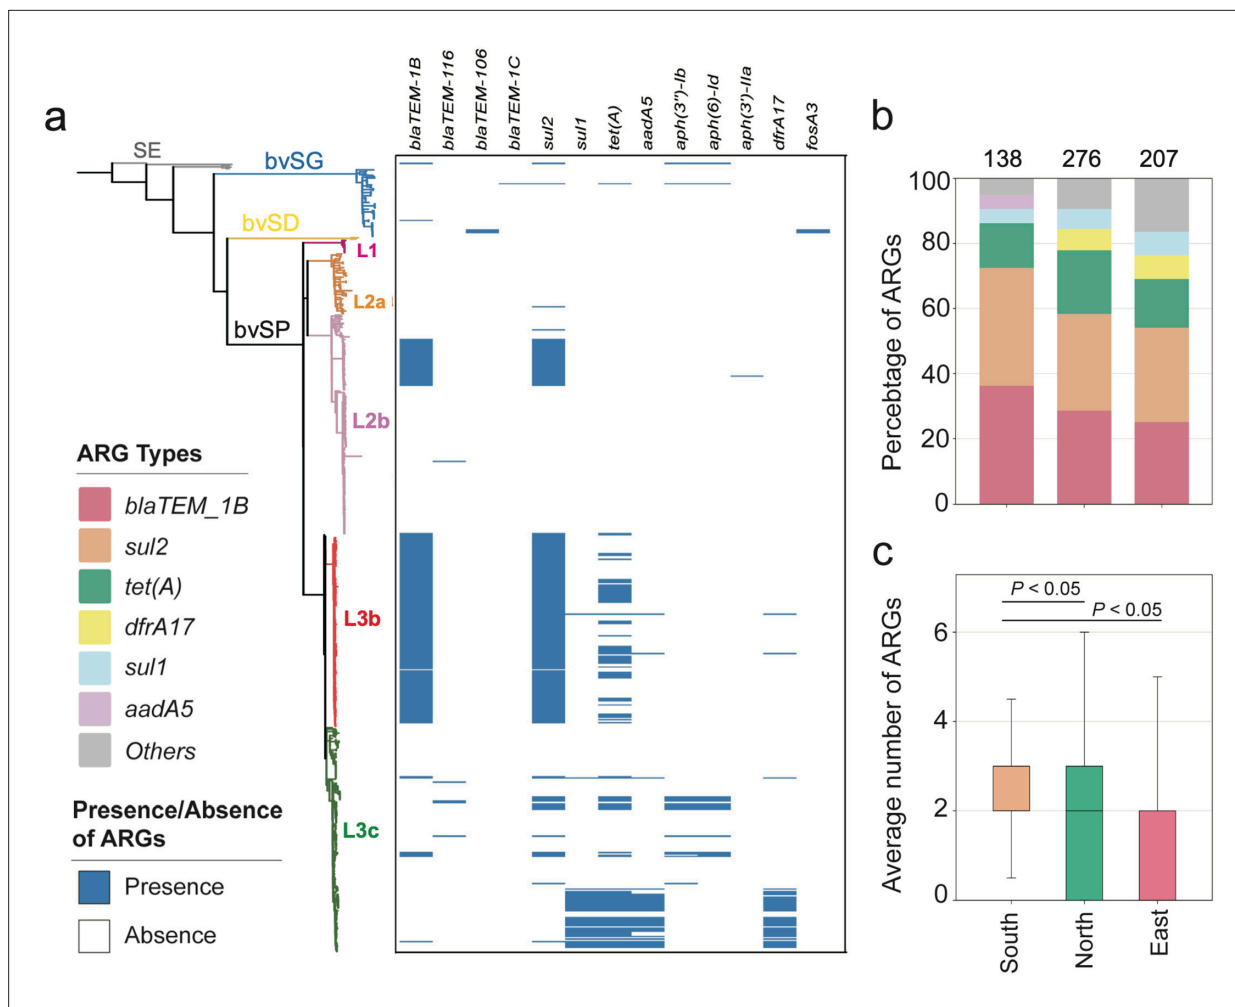 a
blaTEM-1B
blaTEM-116
blaTEM-106
blaTEM-1C
sul2
sul1
tet(A)
aadA5
aph(3'')-Ib
aph(6)-Id
aph(3')-IIa
dfrA17
fosA3
SE
bvSG
bvSD
L1
L2a
bvSP
L2b
L3b
L3c
ARG Types
blaTEM_1B
sul2
tet(A)
dfrA17
sul1
aadA5
Others
Presence/Absence
of ARGs
Presence
Absence
b
138 276 207
Percebtage of ARGs
100
80
60
40
20
0
c
Average number of ARGs
6
4
2
0
P < 0.05
P < 0.05
South
North
East